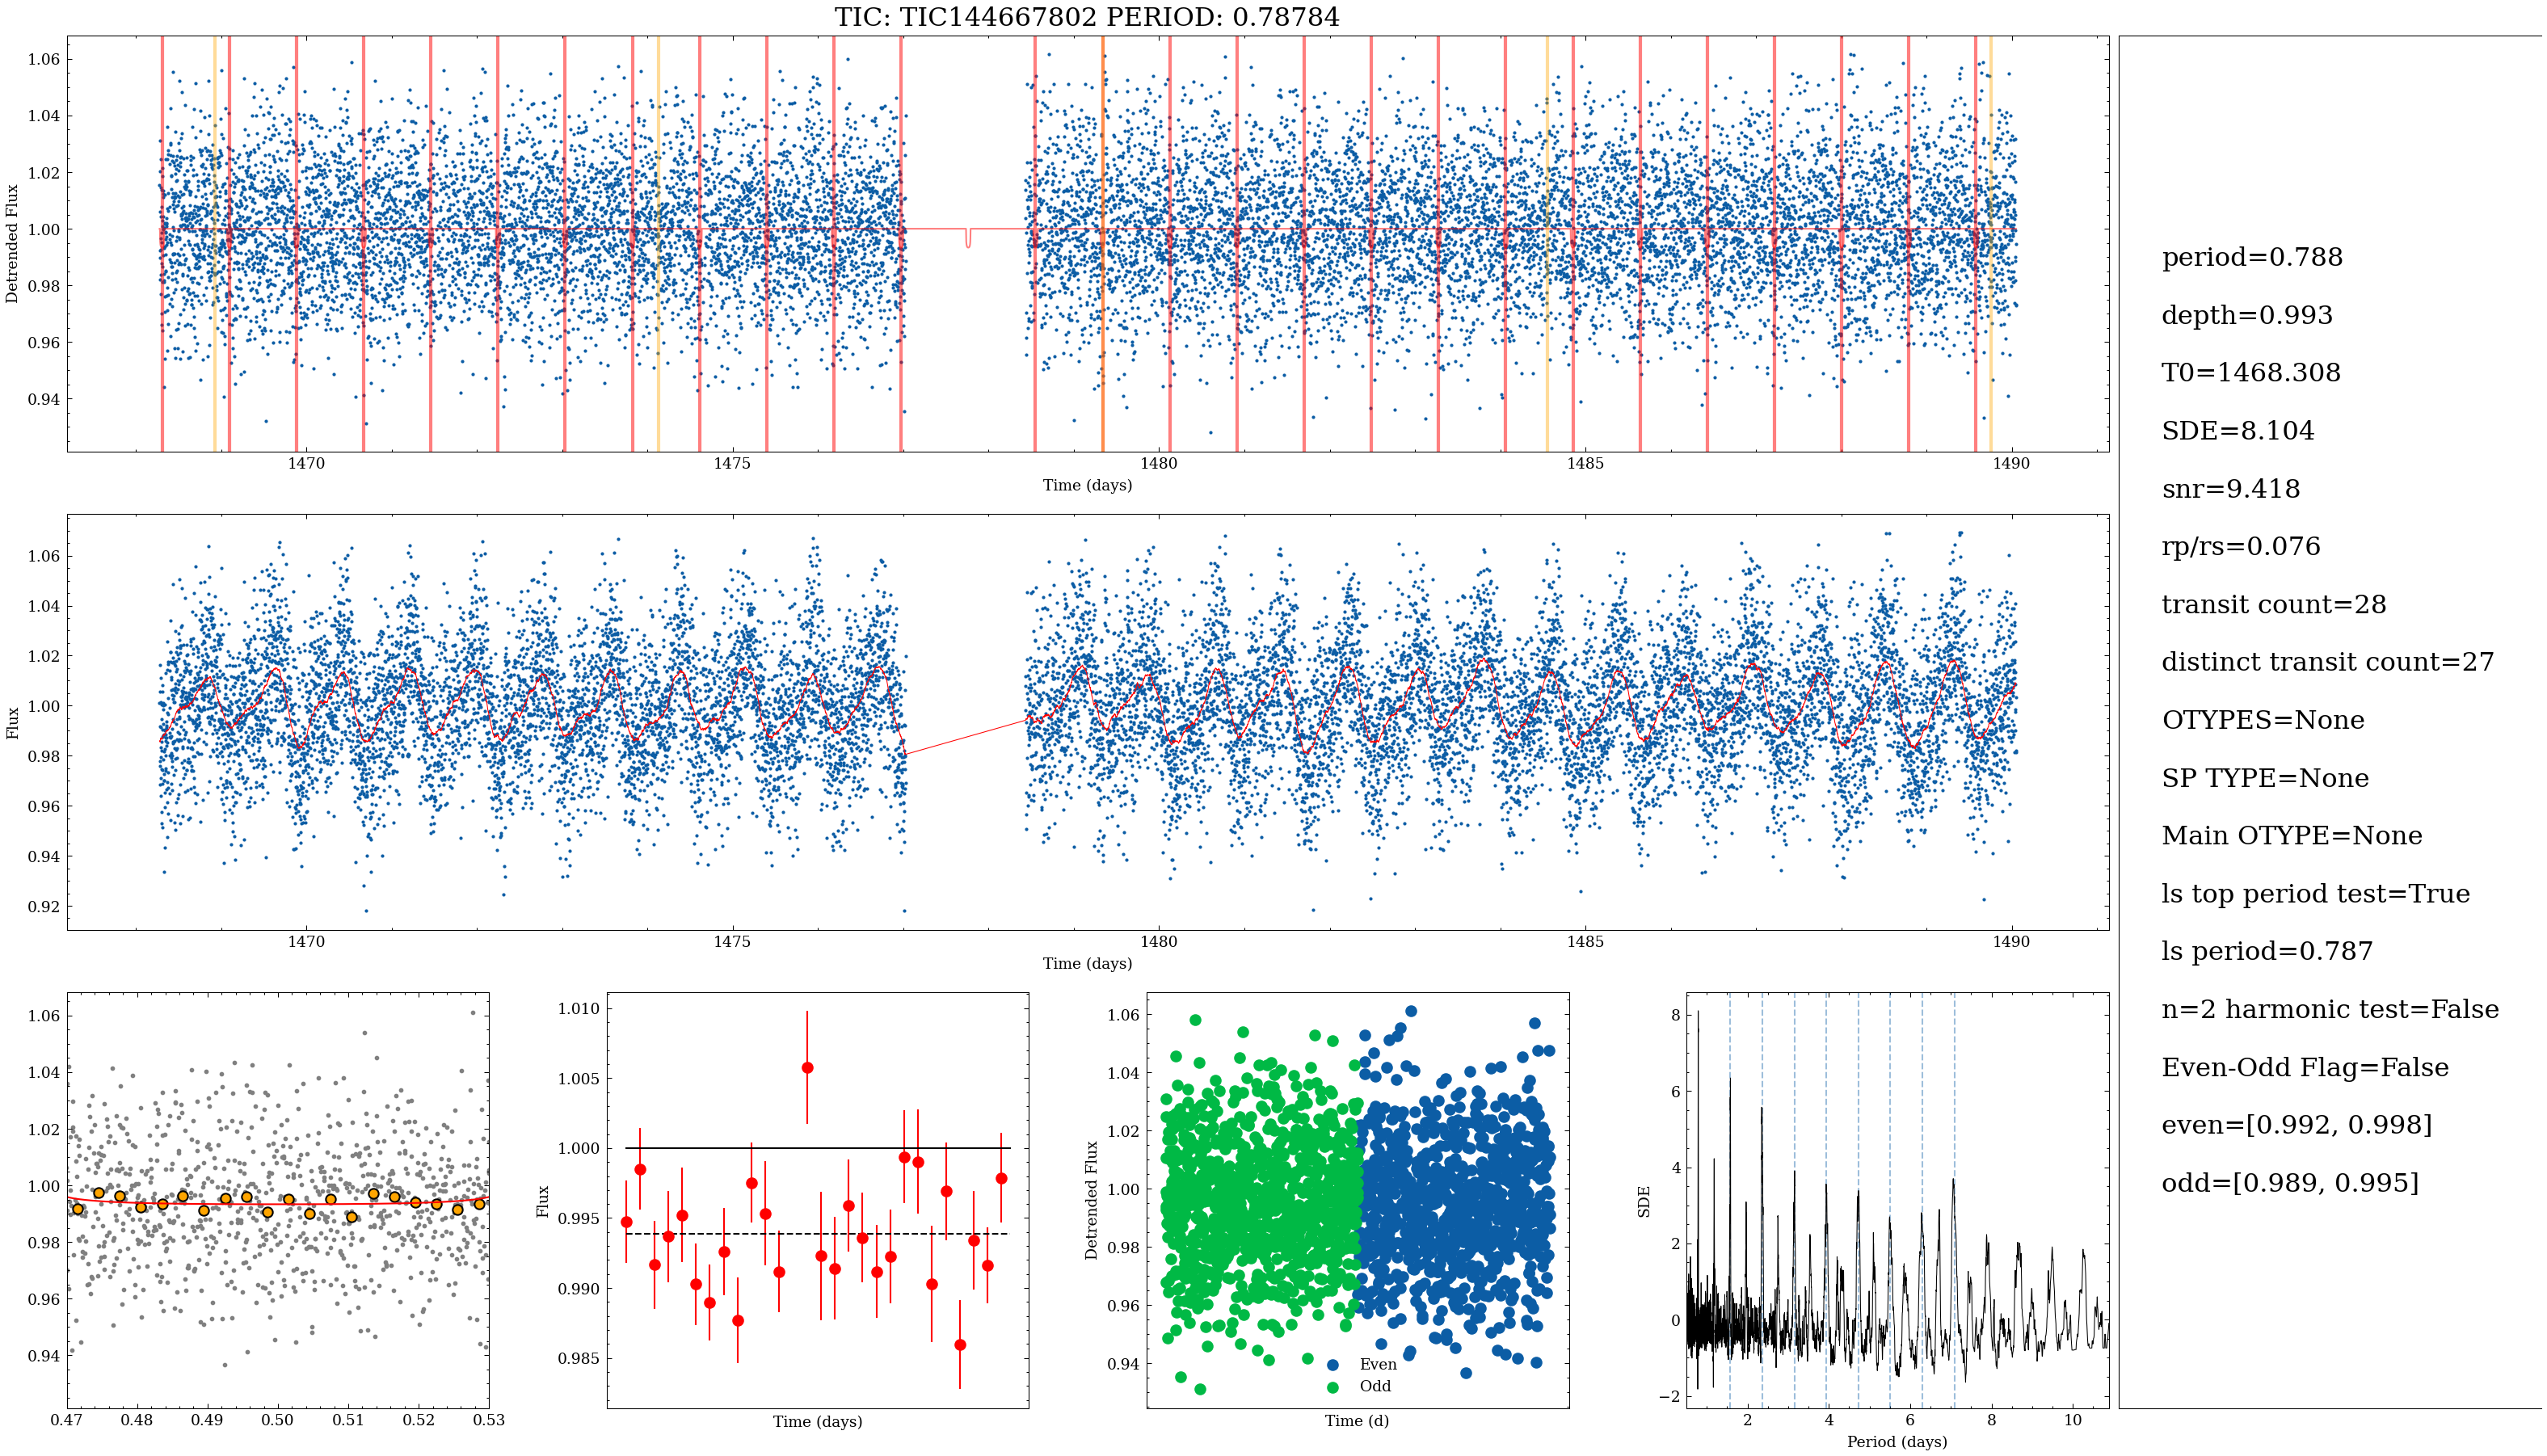 TIC: TIC144667802 PERIOD: 0.78784
1.06
1.04
1.02
1.00
0.98
0.96
0.94
Detrended Flux
1470
1475
1480
1485
1490
Time (days)
1.06
1.04
1.02
1.00
0.98
0.96
0.94
0.92
Flux
1470
1475
1480
1485
1490
Time (days)
1.06
1.04
1.02
1.00
0.98
0.96
0.94
0.47
0.48
0.49
0.50
0.51
0.52
0.53
1.010
1.005
1.000
0.995
0.990
0.985
Flux
Time (days)
1.06
1.04
1.02
1.00
0.98
0.96
0.94
Detrended Flux
Even
Odd
Time (d)
8
6
4
2
0
−2
SDE
2
4
6
8
10
Period (days)
period=0.788
depth=0.993
T0=1468.308
SDE=8.104
snr=9.418
rp/rs=0.076
transit count=28
distinct transit count=27
OTYPES=None
SP TYPE=None
Main OTYPE=None
ls top period test=True
ls period=0.787
n=2 harmonic test=False
Even-Odd Flag=False
even=[0.992, 0.998]
odd=[0.989, 0.995]